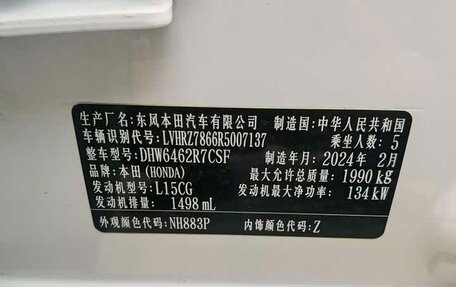 生产厂名:东风本田汽车有限公司 制造国:中华人民共和国
车辆识别代号:LVHRZ7866R5007137 乘坐人数:5
整车型号:DHW6462R7CSF 制造年月:2024年2月
品牌:本田(HONDA) 最大允许总质量:1990 kg
发动机型号:L15CG 发动机最大净功率:134 kW
发动机排量:1498 mL
外观颜色代码:NH883P 内饰颜色代码:Z